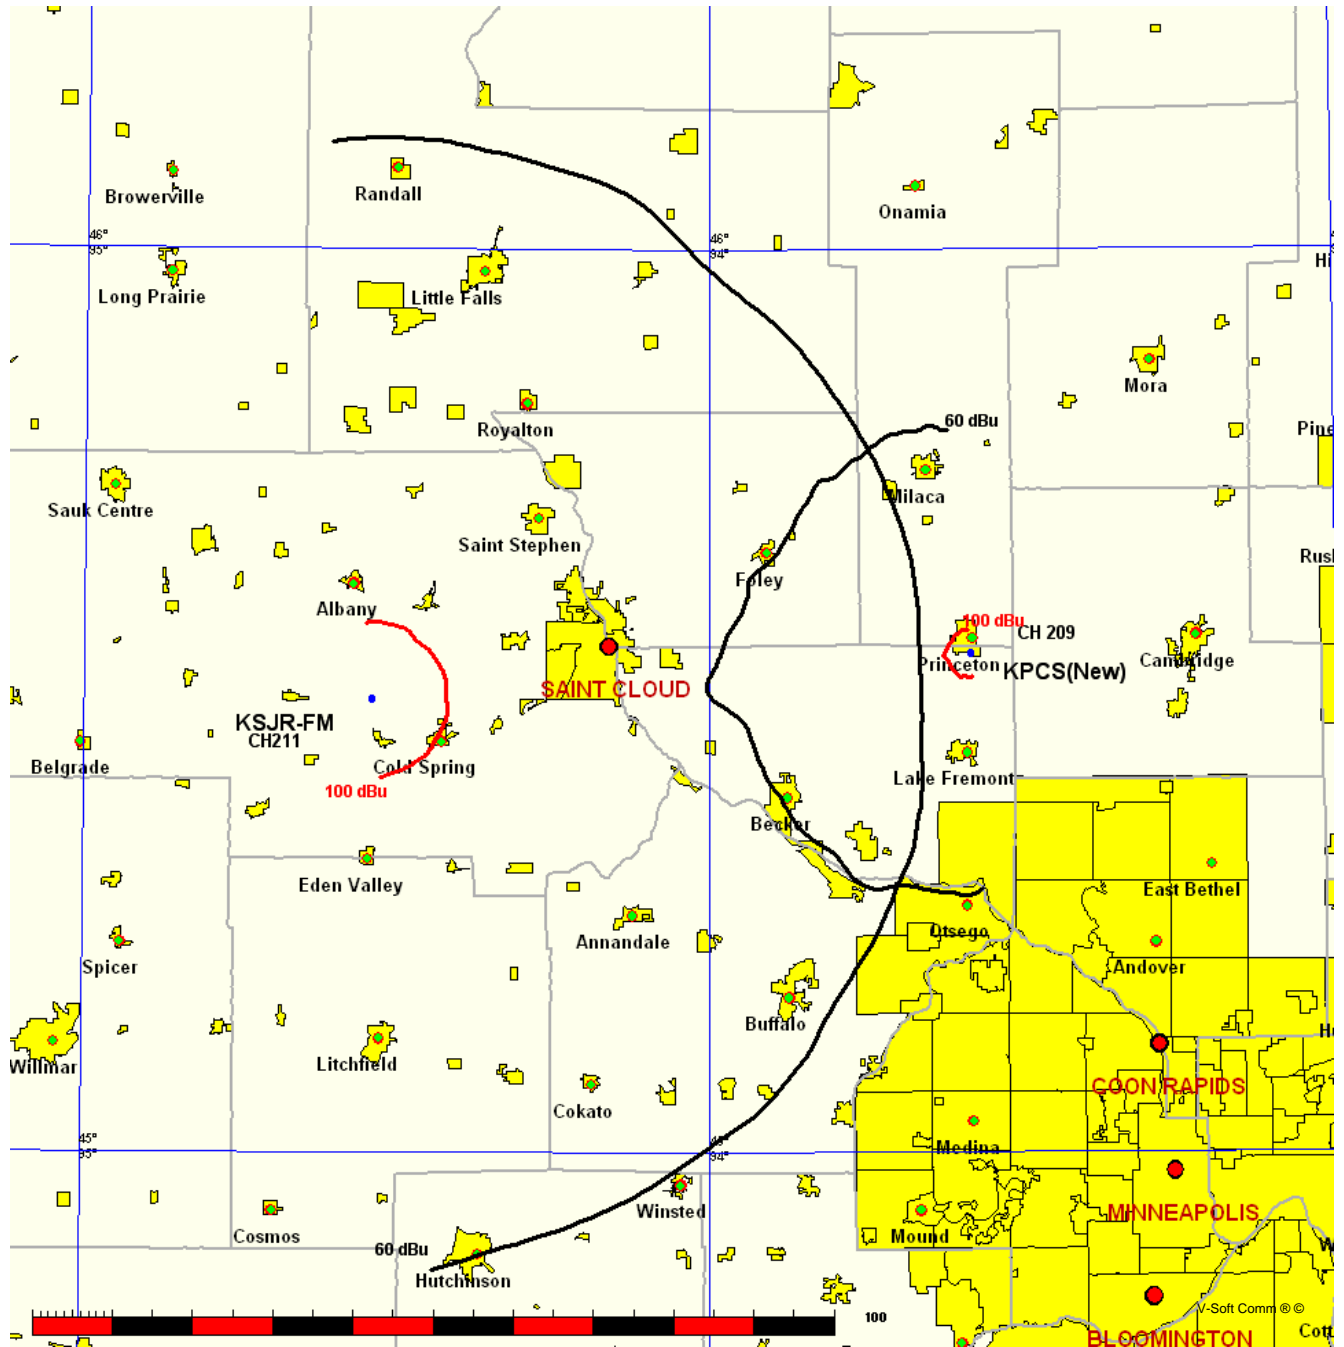 Browerville
Randall
Onamia
46°
95°
46°
94°
Long Prairie
Little Falls
Hi
Mora
Royalton
60 dBu
Pine
Sauk Centre
Milaca
Saint Stephen
Foley
Rush
Albany
100 dBu
CH 209
Princeton
KPCS(New)
Cambridge
SAINT CLOUD
KSJR-FM
CH211
Belgrade
Cold Spring
Lake Fremont
100 dBu
Becker
Eden Valley
East Bethel
Annandale
Otsego
Spicer
Andover
Buffalo
Willmar
Litchfield
COON RAPIDS
Cokato
45°
95°
94°
Medina
Winsted
MINNEAPOLIS
Cosmos
Mound
60 dBu
Hutchinson
100
V-Soft Comm ® ©
BLOOMINGTON
Cott